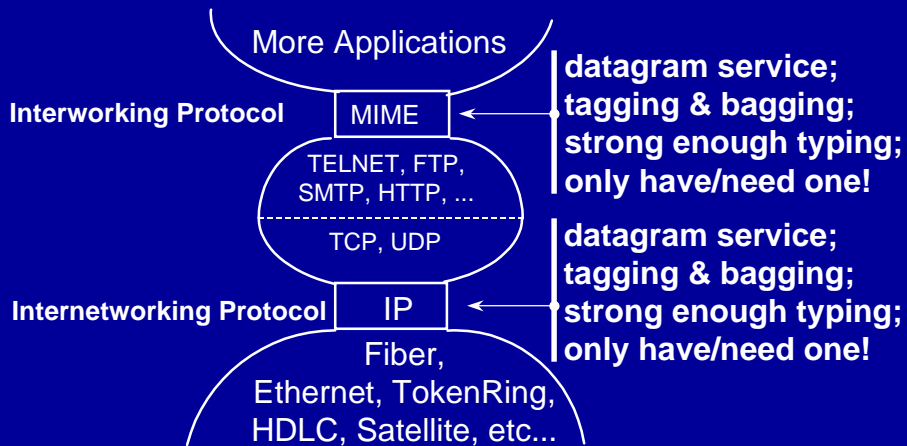 More Applications
Interworking Protocol
MIME
datagram service;
tagging & bagging;
strong enough typing;
only have/need one!
TELNET, FTP,
SMTP, HTTP, ...
TCP, UDP
Internetworking Protocol
IP
datagram service;
tagging & bagging;
strong enough typing;
only have/need one!
Fiber,
Ethernet, TokenRing,
HDLC, Satellite, etc...